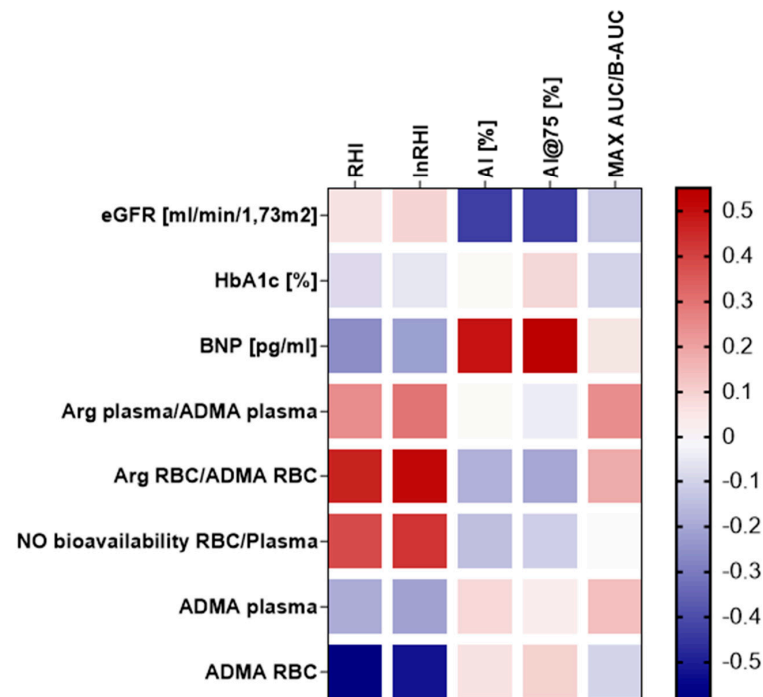 RHI
lnRHI
AI [%]
AI@75 [%]
MAX AUC/B-AUC
eGFR [ml/min/1,73m2]
HbA1c [%]
BNP [pg/ml]
Arg plasma/ADMA plasma
Arg RBC/ADMA RBC
NO bioavailability RBC/Plasma
ADMA plasma
ADMA RBC
0.5
0.4
0.3
0.2
0.1
0
-0.1
-0.2
-0.3
-0.4
-0.5